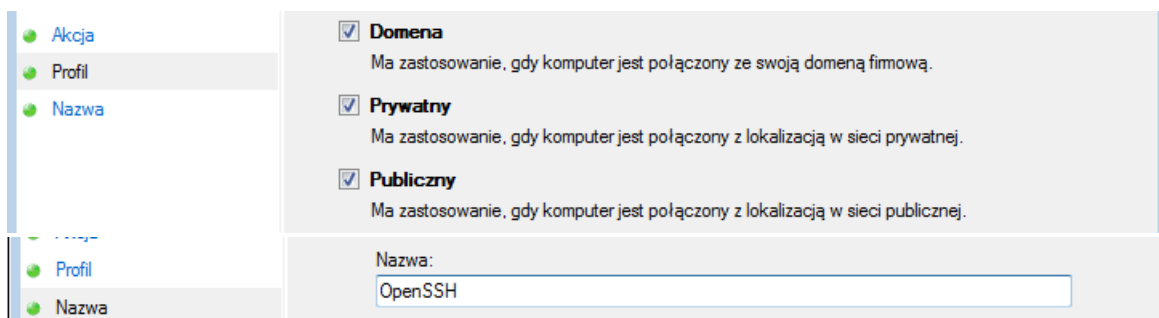 Akcja
Profil
Nazwa
Domena
Ma zastosowanie, gdy komputer jest połączony ze swoją domeną firmową.
Prywatny
Ma zastosowanie, gdy komputer jest połączony z lokalizacją w sieci prywatnej.
Publiczny
Ma zastosowanie, gdy komputer jest połączony z lokalizacją w sieci publicznej.
Profil
Nazwa
Nazwa:
OpenSSH